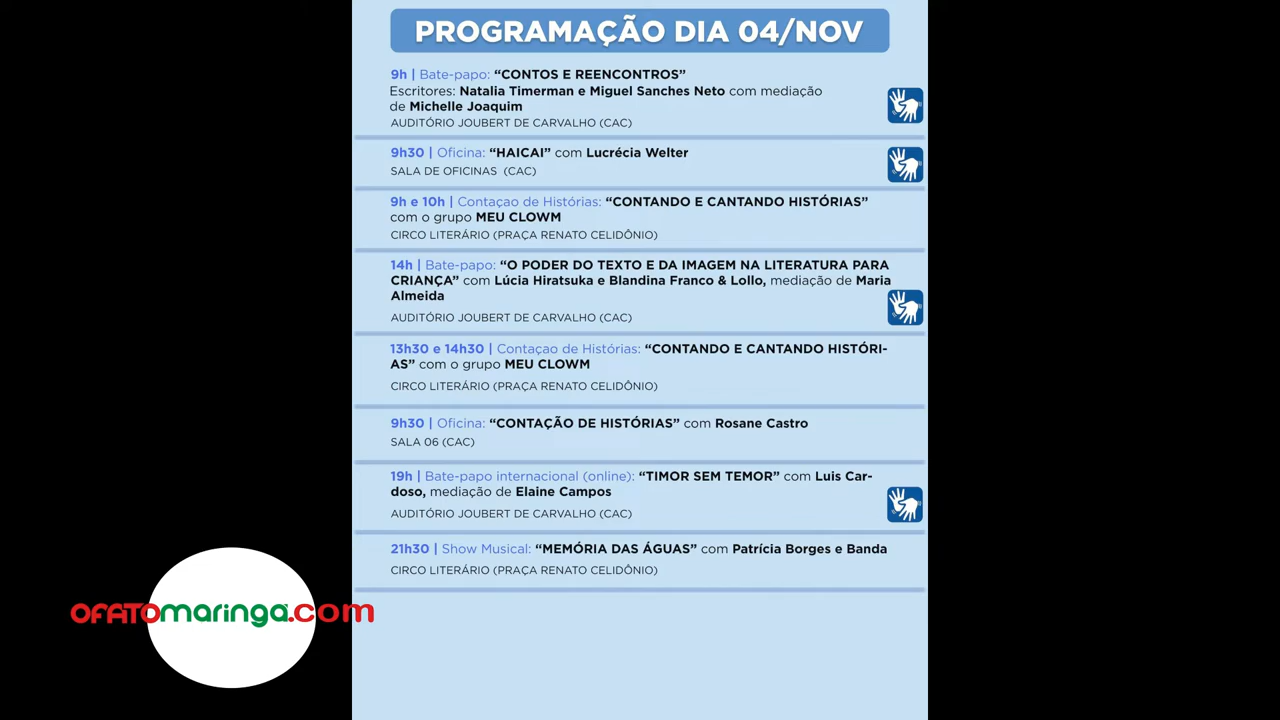 PROGRAMAÇÃO DIA 04/NOV
9h | Bate-papo: “CONTOS E REENCONTROS”
Escritores: Natalia Timerman e Miguel Sanches Neto com mediação
de Michelle Joaquim
AUDITÓRIO JOUBERT DE CARVALHO (CAC)
9h30 | Oficina: “HAICAI” com Lucrécia Welter
SALA DE OFICINAS (CAC)
9h e 10h | Contaçao de Histórias: “CONTANDO E CANTANDO HISTÓRIAS”
com o grupo MEU CLOWM
CIRCO LITERÁRIO (PRAÇA RENATO CELIDÔNIO)
14h | Bate-papo: “O PODER DO TEXTO E DA IMAGEM NA LITERATURA PARA
CRIANÇA” com Lúcia Hiratsuka e Blandina Franco & Lollo, mediação de Maria
Almeida
AUDITÓRIO JOUBERT DE CARVALHO (CAC)
13h30 e 14h30 | Contaçao de Histórias: “CONTANDO E CANTANDO HISTÓRI-
AS” com o grupo MEU CLOWM
CIRCO LITERÁRIO (PRAÇA RENATO CELIDÔNIO)
9h30 | Oficina: “CONTAÇÃO DE HISTÓRIAS” com Rosane Castro
SALA 06 (CAC)
19h | Bate-papo internacional (online): “TIMOR SEM TEMOR” com Luis Car-
doso, mediação de Elaine Campos
AUDITÓRIO JOUBERT DE CARVALHO (CAC)
21h30 | Show Musical: “MEMÓRIA DAS ÁGUAS” com Patrícia Borges e Banda
CIRCO LITERÁRIO (PRAÇA RENATO CELIDÔNIO)
OFATOmaringa.com